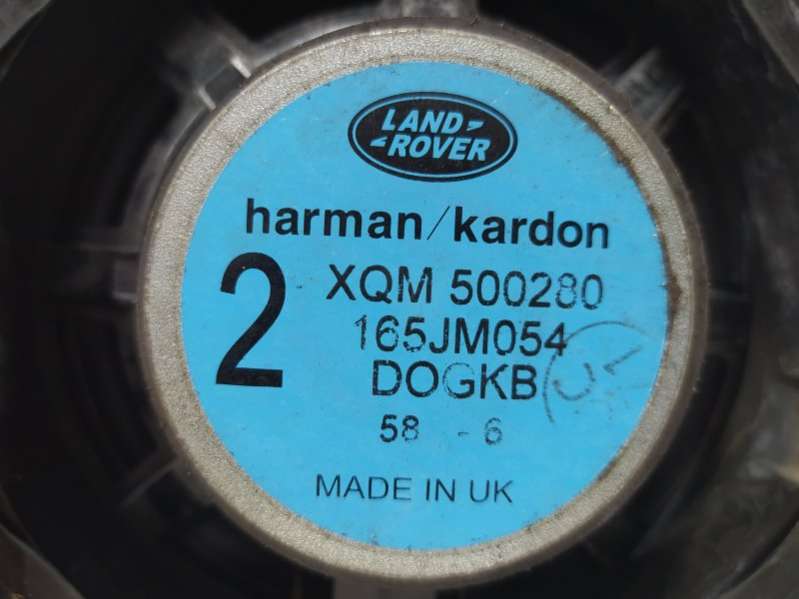 LAND
ROVER
harman/kardon
2
XQM 500280
165JM054
DOGKB
58 - 6
MADE IN UK